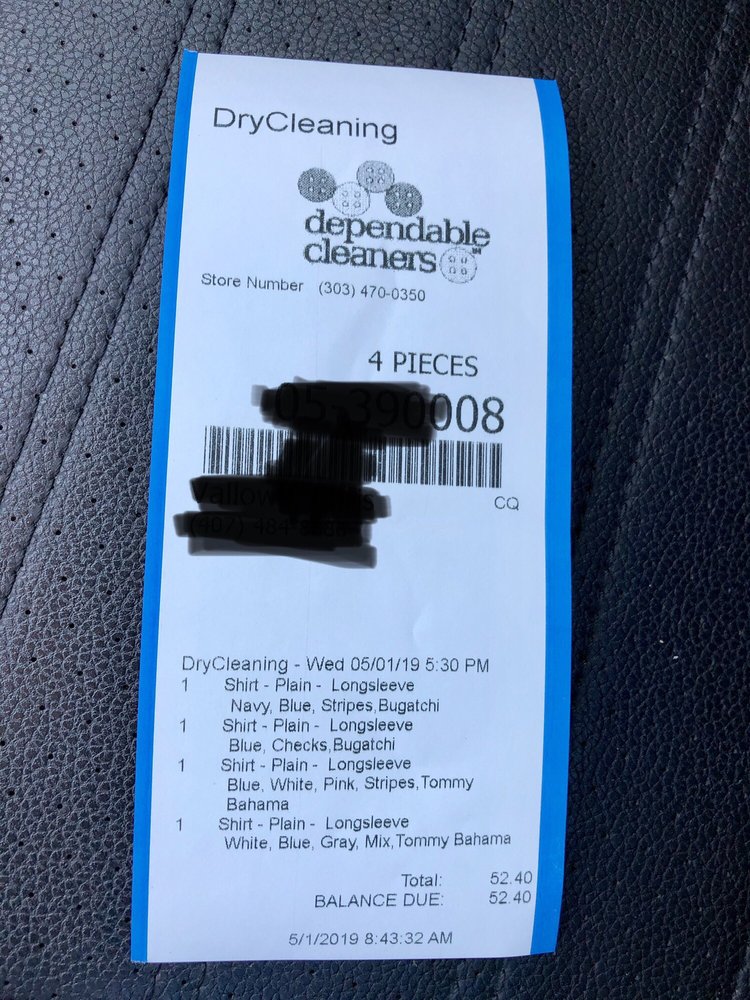 DryCleaning
dependable
cleaners
SM
Store Number (303) 470-0350
4 PIECES
008
CQ
DryCleaning - Wed 05/01/19 5:30 PM
1 Shirt - Plain - Longsleeve
Navy, Blue, Stripes,Bugatchi
1 Shirt - Plain - Longsleeve
Blue, Checks,Bugatchi
1 Shirt - Plain - Longsleeve
Blue, White, Pink, Stripes,Tommy
Bahama
1 Shirt - Plain - Longsleeve
White, Blue, Gray, Mix,Tommy Bahama
Total: 52.40
BALANCE DUE: 52.40
5/1/2019 8:43:32 AM